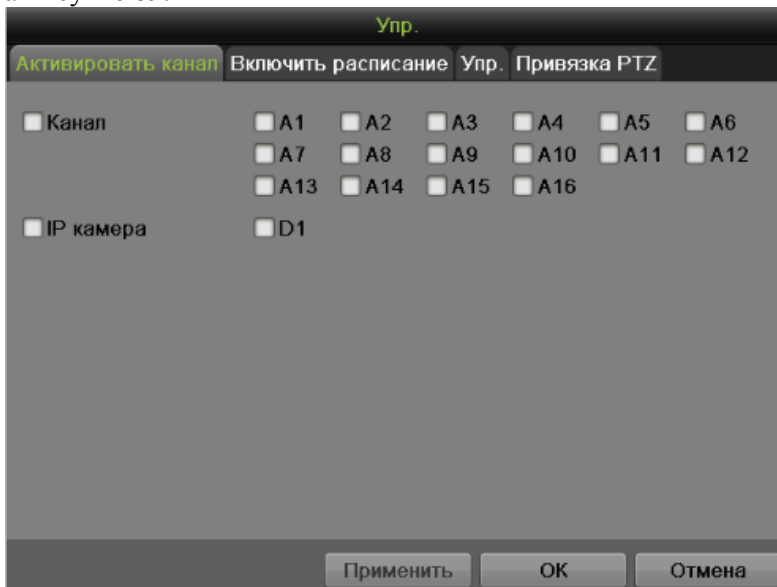 Упр.
Активировать канал Включить расписание Упр. Привязка PTZ
Канал A1 A2 A3 A4 A5 A6
A7 A8 A9 A10 A11 A12
A13 A14 A15 A16
IP камера D1
Применить OK Отмена